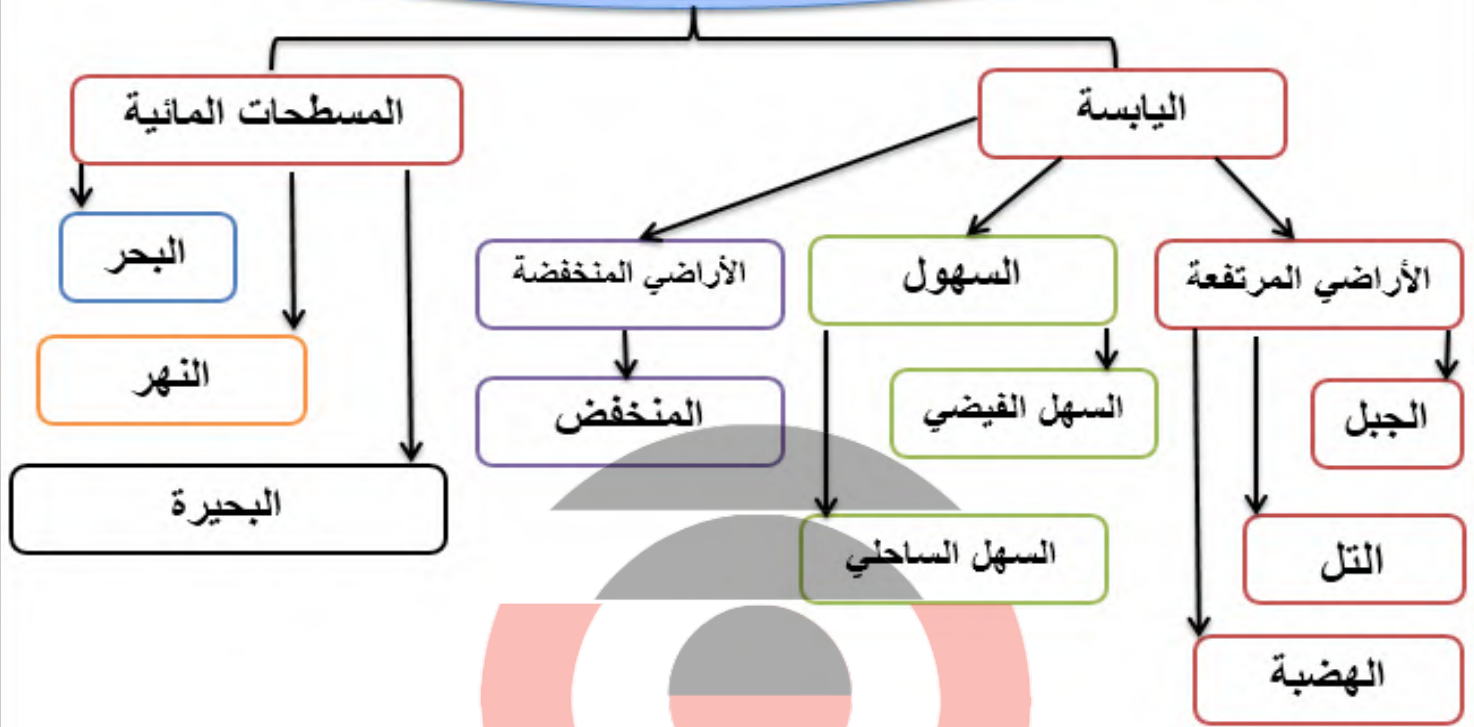 اليابسة
المسطحات المائية
الأراضي المرتفعة
السهول
الأراضي المنخفضة
البحر
الجبل
السهل الفيضي
المنخفض
النهر
التل
السهل الساحلي
البحيرة
الهضبة